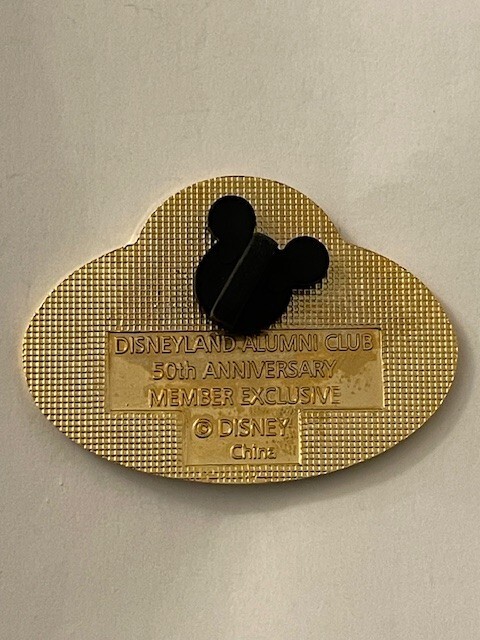 DISNEYLAND ALUMNI CLUB
50th ANNIVERSARY
MEMBER EXCLUSIVE
© DISNEY
China